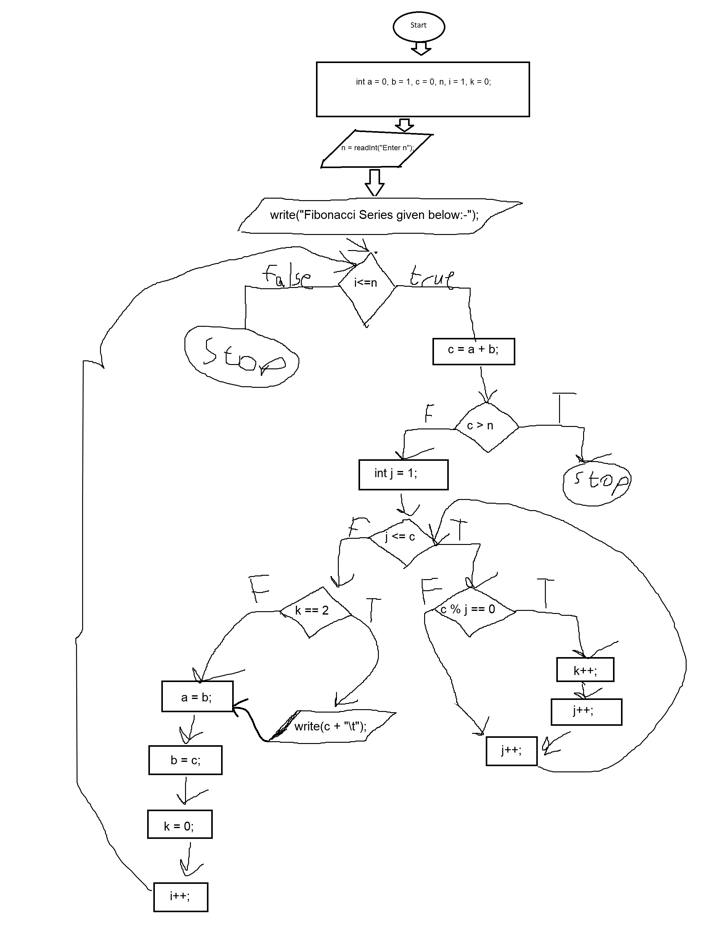 Start
int a = 0, b = 1, c = 0, n, i = 1, k = 0;
n = readInt("Enter n");
write("Fibonacci Series given below:-");
False
i<=n
true
Stop
c = a + b;
F
c > n
T
int j = 1;
Stop
F
j <= c
T
F
k == 2
T
F
c % j == 0
T
k++;
a = b;
write(c + "\t");
j++;
j++;
b = c;
k = 0;
i++;